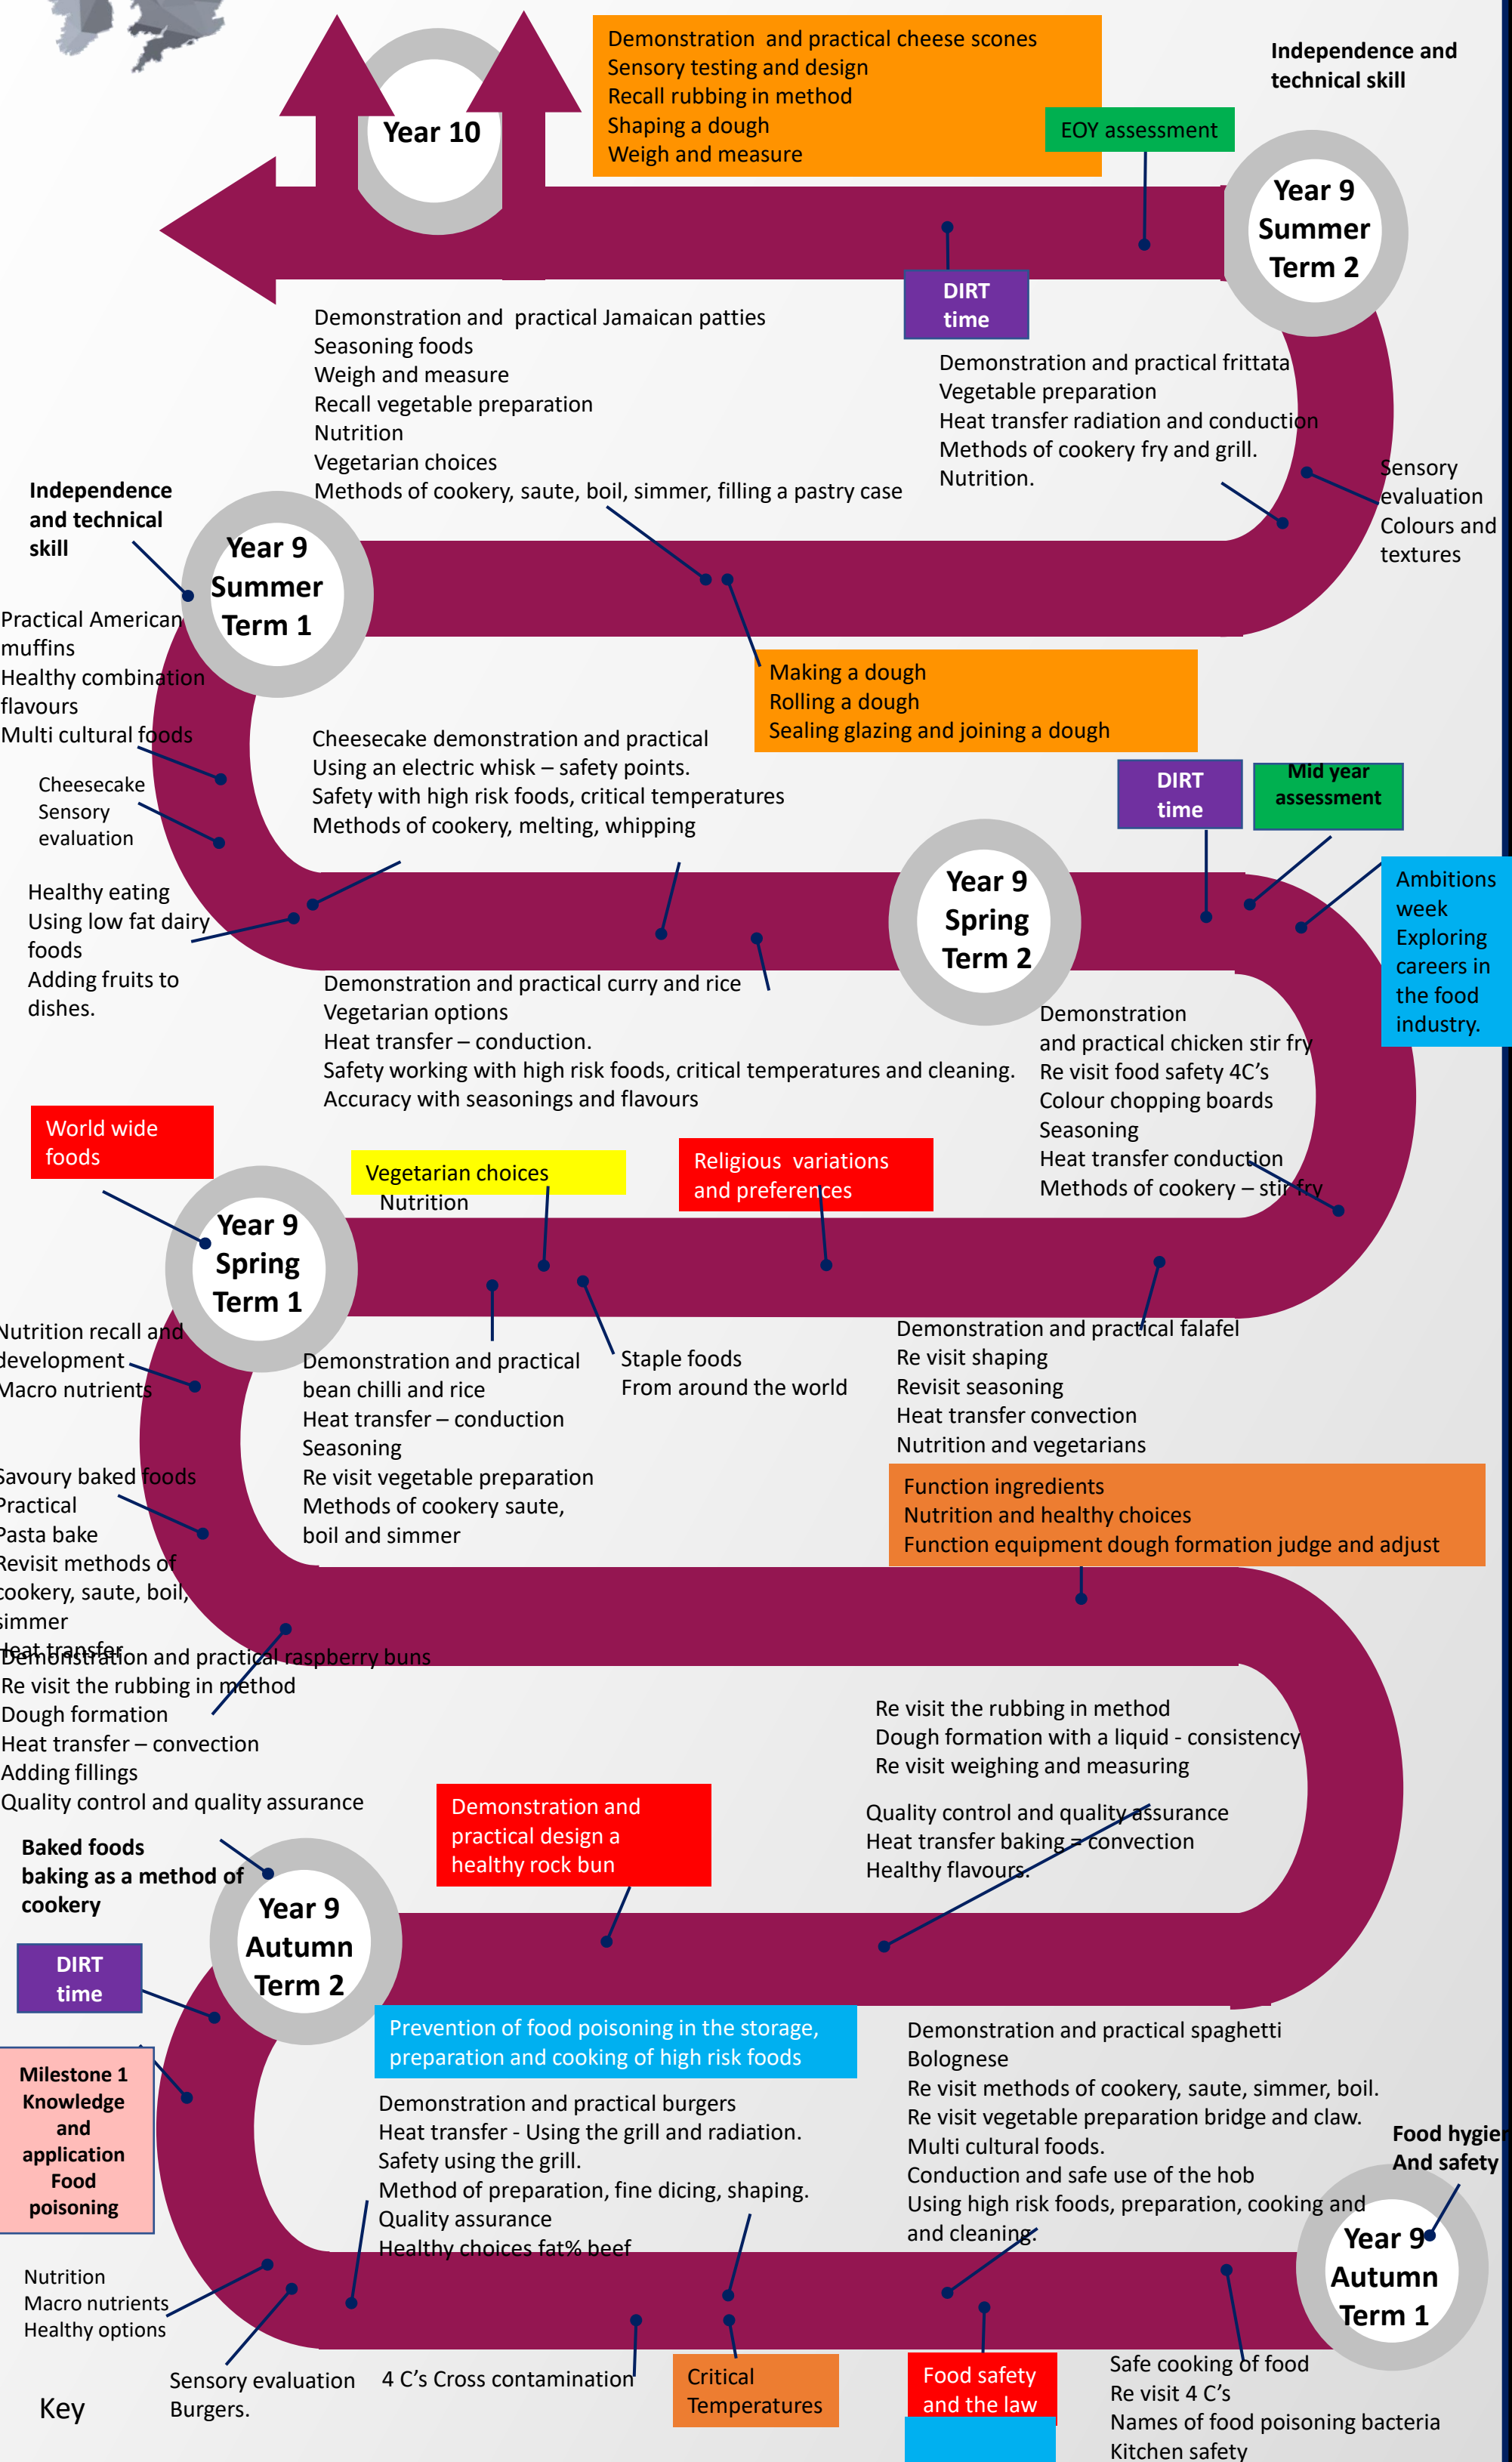 Demonstration and practical cheese scones
Sensory testing and design
Recall rubbing in method
Shaping a dough
Weigh and measure
Independence and
technical skill
EOY assessment
Year 10
Year 9
Summer
Term 2
DIRT
time
Demonstration and practical Jamaican patties
Seasoning foods
Weigh and measure
Recall vegetable preparation
Nutrition
Vegetarian choices
Methods of cookery, saute, boil, simmer, filling a pastry case
Demonstration and practical frittata
Vegetable preparation
Heat transfer radiation and conduction
Methods of cookery fry and grill.
Nutrition.
Sensory
evaluation
Colours and
textures
Independence
and technical
skill
Year 9
Summer
Term 1
Practical American
muffins
Healthy combination
flavours
Multi cultural foods
Making a dough
Rolling a dough
Sealing glazing and joining a dough
Cheesecake demonstration and practical
Using an electric whisk – safety points.
Safety with high risk foods, critical temperatures
Methods of cookery, melting, whipping
Cheesecake
Sensory
evaluation
DIRT
time
Mid year
assessment
Ambitions
week
Exploring
careers in
the food
industry.
Year 9
Spring
Term 2
Healthy eating
Using low fat dairy
foods
Adding fruits to
dishes.
Demonstration and practical curry and rice
Vegetarian options
Heat transfer – conduction.
Safety working with high risk foods, critical temperatures and cleaning.
Accuracy with seasonings and flavours
Demonstration
and practical chicken stir fry
Re visit food safety 4C's
Colour chopping boards
Seasoning
Heat transfer conduction
Methods of cookery – stir fry
World wide
foods
Vegetarian choices
Nutrition
Religious variations
and preferences
Year 9
Spring
Term 1
Nutrition recall and
development
Macro nutrients
Demonstration and practical
bean chilli and rice
Heat transfer – conduction
Seasoning
Re visit vegetable preparation
Methods of cookery saute,
boil and simmer
Staple foods
From around the world
Demonstration and practical falafel
Re visit shaping
Revisit seasoning
Heat transfer convection
Nutrition and vegetarians
Savoury baked foods
Practical
Pasta bake
Revisit methods of
cookery, saute, boil,
simmer
Heat transfer
Function ingredients
Nutrition and healthy choices
Function equipment dough formation judge and adjust
Demonstration and practical raspberry buns
Re visit the rubbing in method
Dough formation
Heat transfer – convection
Adding fillings
Quality control and quality assurance
Re visit the rubbing in method
Dough formation with a liquid - consistency
Re visit weighing and measuring
Quality control and quality assurance
Heat transfer baking = convection
Healthy flavours.
Demonstration and
practical design a
healthy rock bun
Baked foods
baking as a method of
cookery
Year 9
Autumn
Term 2
DIRT
time
Milestone 1
Knowledge
and
application
Food
poisoning
Prevention of food poisoning in the storage,
preparation and cooking of high risk foods
Demonstration and practical burgers
Heat transfer - Using the grill and radiation.
Safety using the grill.
Method of preparation, fine dicing, shaping.
Quality assurance
Healthy choices fat% beef
Demonstration and practical spaghetti
Bolognese
Re visit methods of cookery, saute, simmer, boil.
Re visit vegetable preparation bridge and claw.
Multi cultural foods.
Conduction and safe use of the hob
Using high risk foods, preparation, cooking and
and cleaning.
Food hygien
And safety
Year 9
Autumn
Term 1
Nutrition
Macro nutrients
Healthy options
Sensory evaluation
Burgers.
4 C's Cross contamination
Critical
Temperatures
Food safety
and the law
Safe cooking of food
Re visit 4 C's
Names of food poisoning bacteria
Kitchen safety
Key